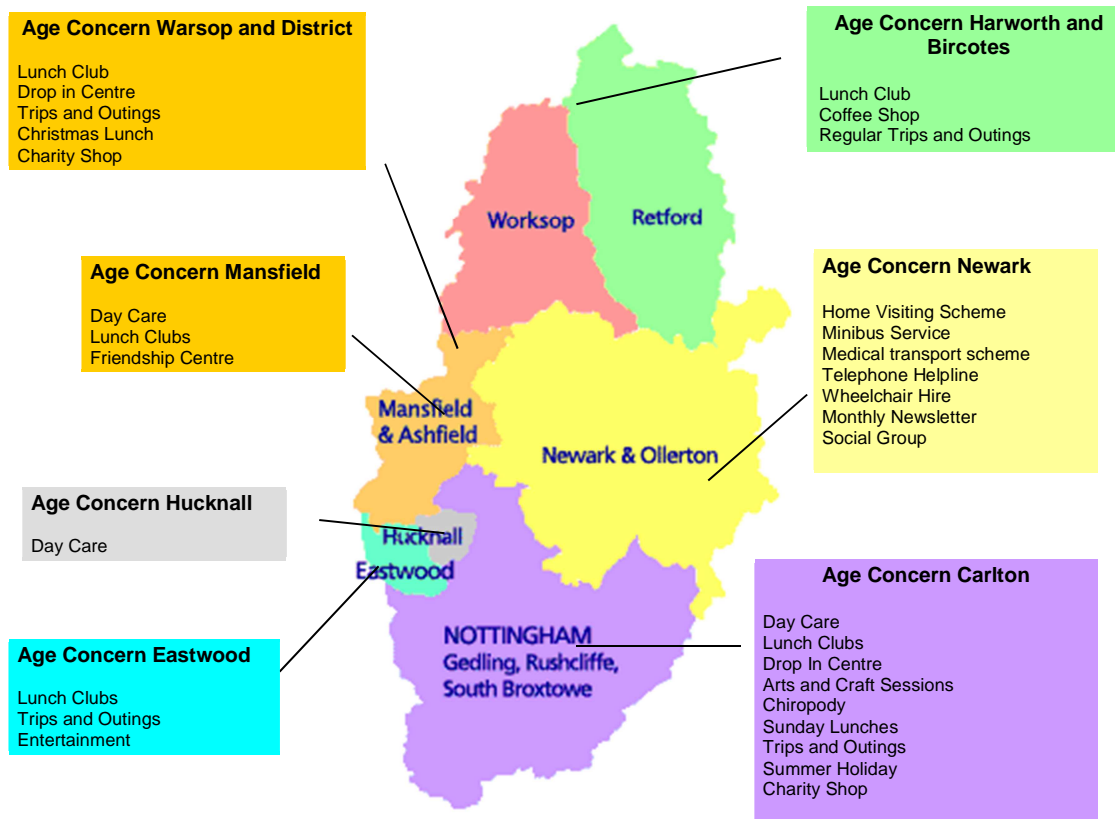 Age Concern Warsop and District
Lunch Club
Drop in Centre
Trips and Outings
Christmas Lunch
Charity Shop
Age Concern Harworth and
Bircotes
Lunch Club
Coffee Shop
Regular Trips and Outings
Worksop
Retford
Age Concern Mansfield
Day Care
Lunch Clubs
Friendship Centre
Age Concern Newark
Home Visiting Scheme
Minibus Service
Medical transport scheme
Telephone Helpline
Wheelchair Hire
Monthly Newsletter
Social Group
Mansfield
& Ashfield
Newark & Ollerton
Age Concern Hucknall
Day Care
Hucknall
Eastwood
Age Concern Eastwood
Lunch Clubs
Trips and Outings
Entertainment
NOTTINGHAM
Gedling, Rushcliffe,
South Broxtowe
Age Concern Carlton
Day Care
Lunch Clubs
Drop In Centre
Arts and Craft Sessions
Chiropody
Sunday Lunches
Trips and Outings
Summer Holiday
Charity Shop